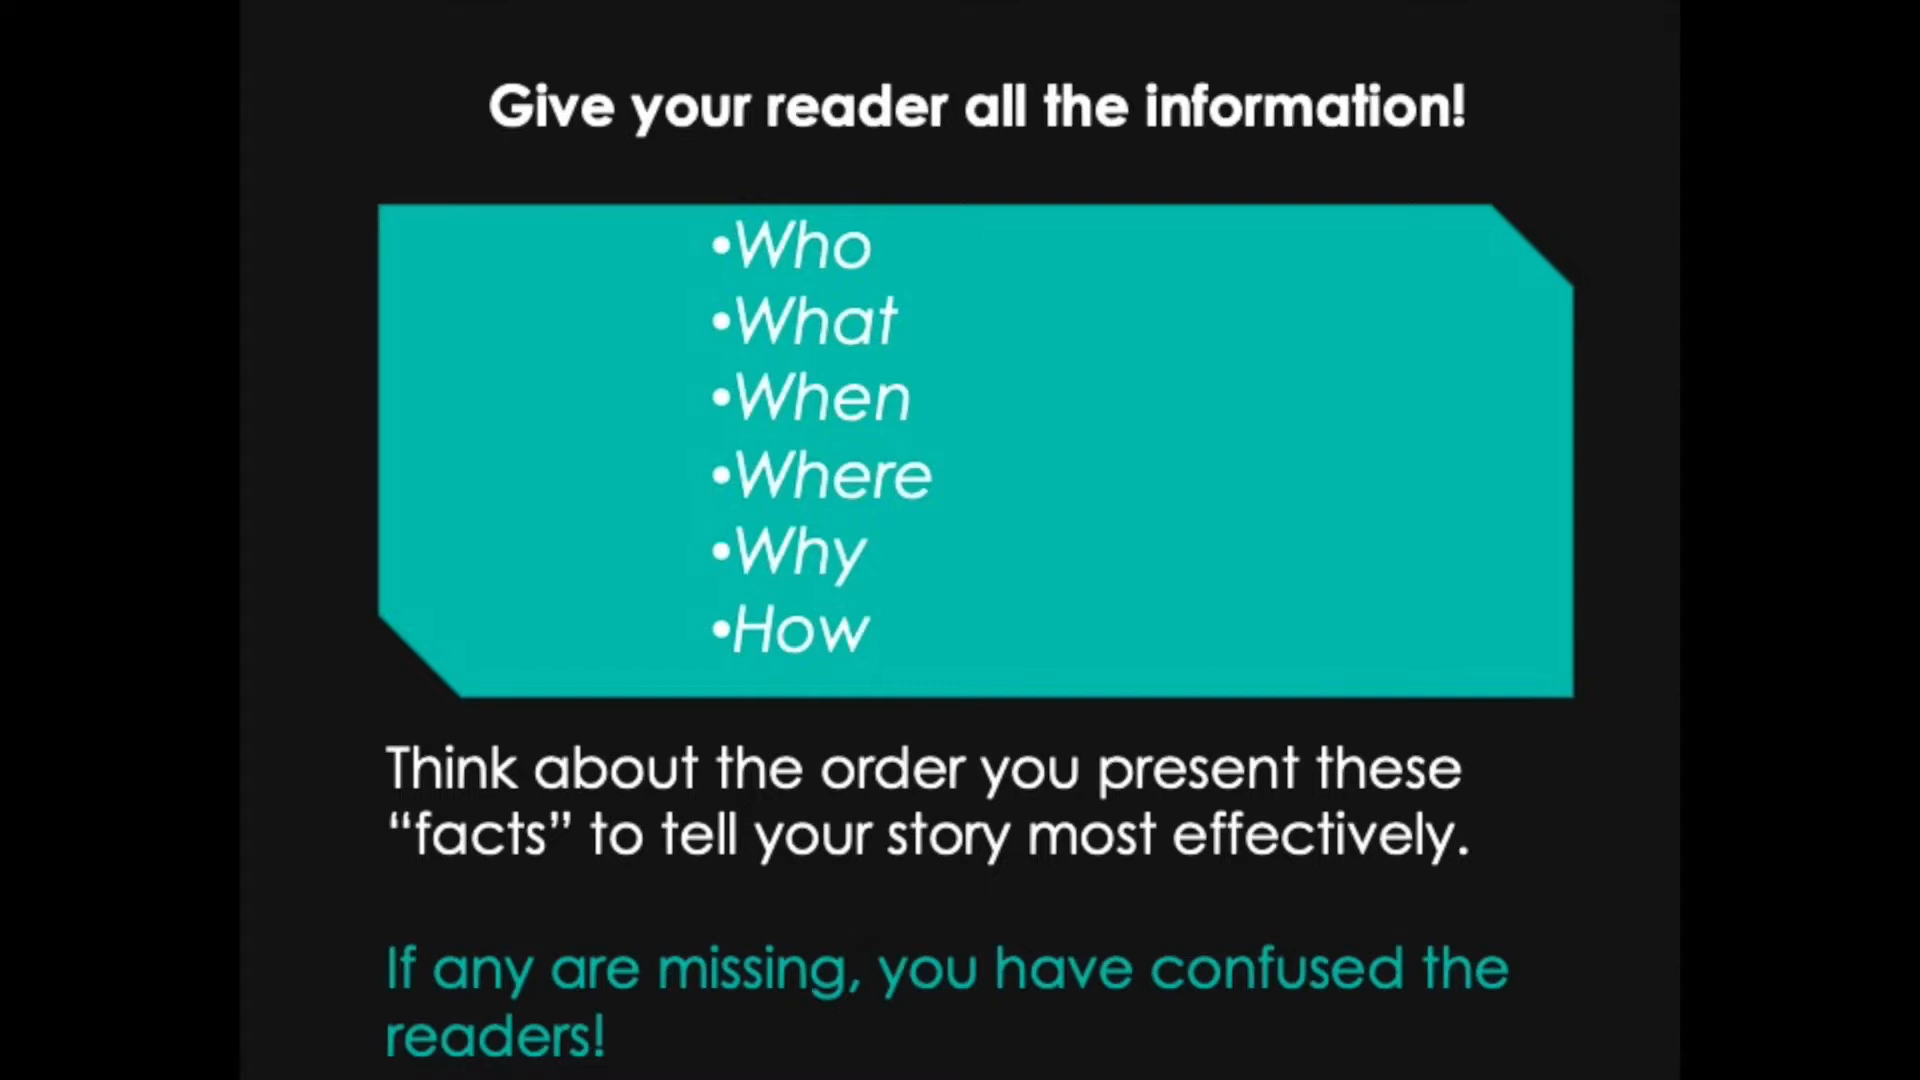 Give your reader all the information!
•Who
•What
•When
•Where
•Why
•How
Think about the order you present these
“facts” to tell your story most effectively.
If any are missing, you have confused the
readers!